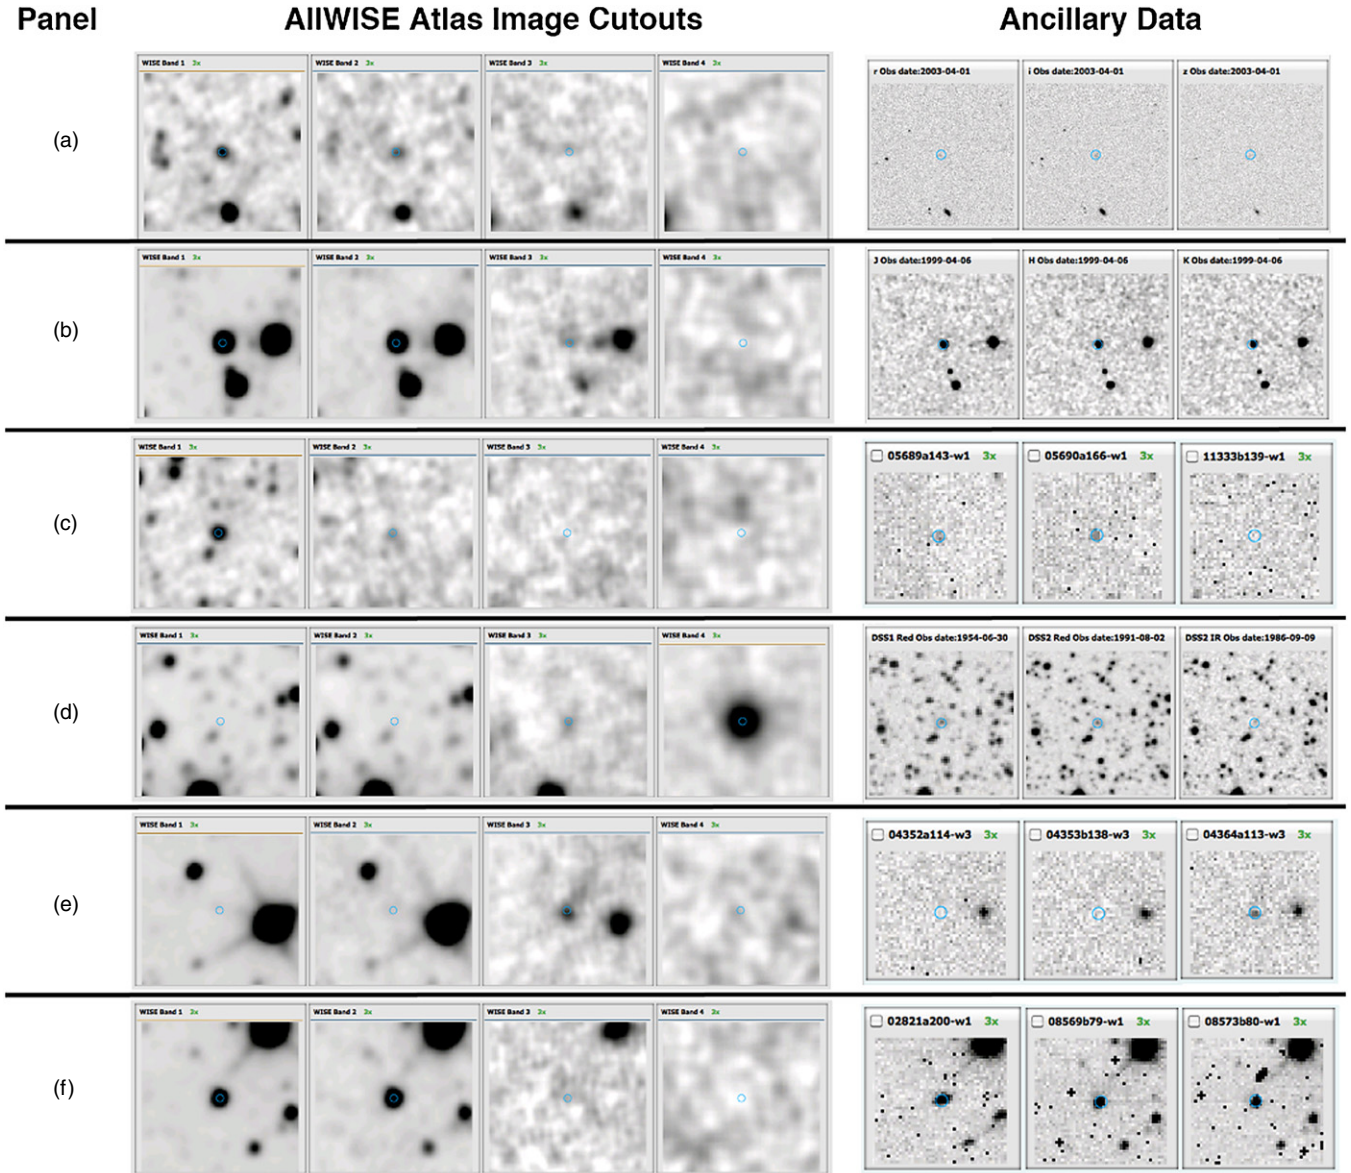 Panel AllWISE Atlas Image Cutouts Ancillary Data
(a)
WISE Band 1 3x WISE Band 2 3x WISE Band 3 3x WISE Band 4 3x
r Obs date:2003-04-01 i Obs date:2003-04-01 z Obs date:2003-04-01
(b)
WISE Band 1 3x WISE Band 2 3x WISE Band 3 3x WISE Band 4 3x
J Obs date:1999-04-06 H Obs date:1999-04-06 K Obs date:1999-04-06
(c)
WISE Band 1 3x WISE Band 2 3x WISE Band 3 3x WISE Band 4 3x
05689a143-w1 3x 05690a166-w1 3x 11333b139-w1 3x
(d)
WISE Band 1 3x WISE Band 2 3x WISE Band 3 3x WISE Band 4 3x
DSS1 Red Obs date:1954-06-30 DSS2 Red Obs date:1991-08-02 DSS2 IR Obs date:1986-09-09
(e)
WISE Band 1 3x WISE Band 2 3x WISE Band 3 3x WISE Band 4 3x
04352a114-w3 3x 04353b138-w3 3x 04364a113-w3 3x
(f)
WISE Band 1 3x WISE Band 2 3x WISE Band 3 3x WISE Band 4 3x
02821a200-w1 3x 08569b79-w1 3x 08573b80-w1 3x